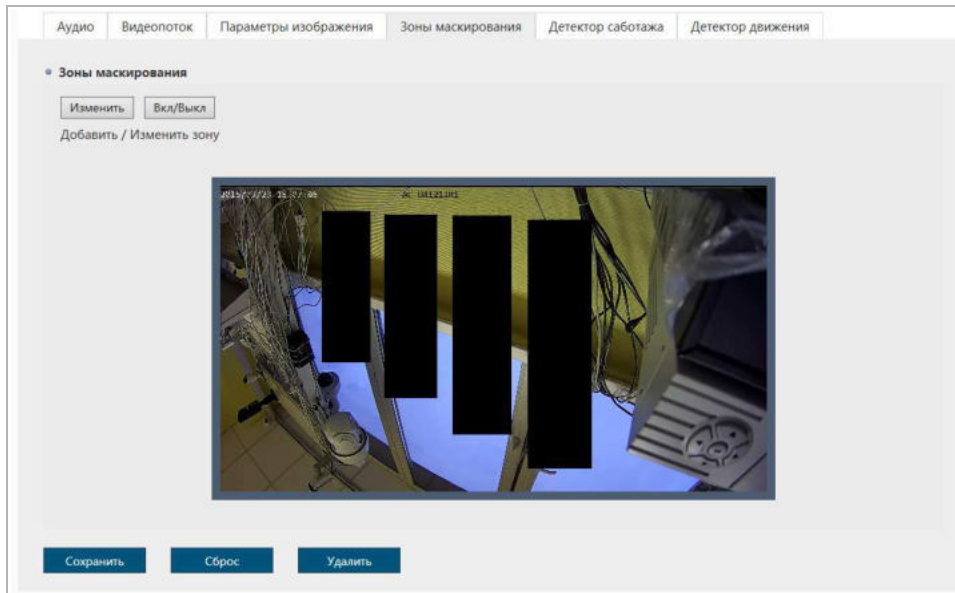 Аудио Видеопоток Параметры изображения Зоны маскирования Детектор саботажа Детектор движения
Зоны маскирования
Изменить Вкл/Выкл
Добавить / Изменить зону
Сохранить Сброс Удалить